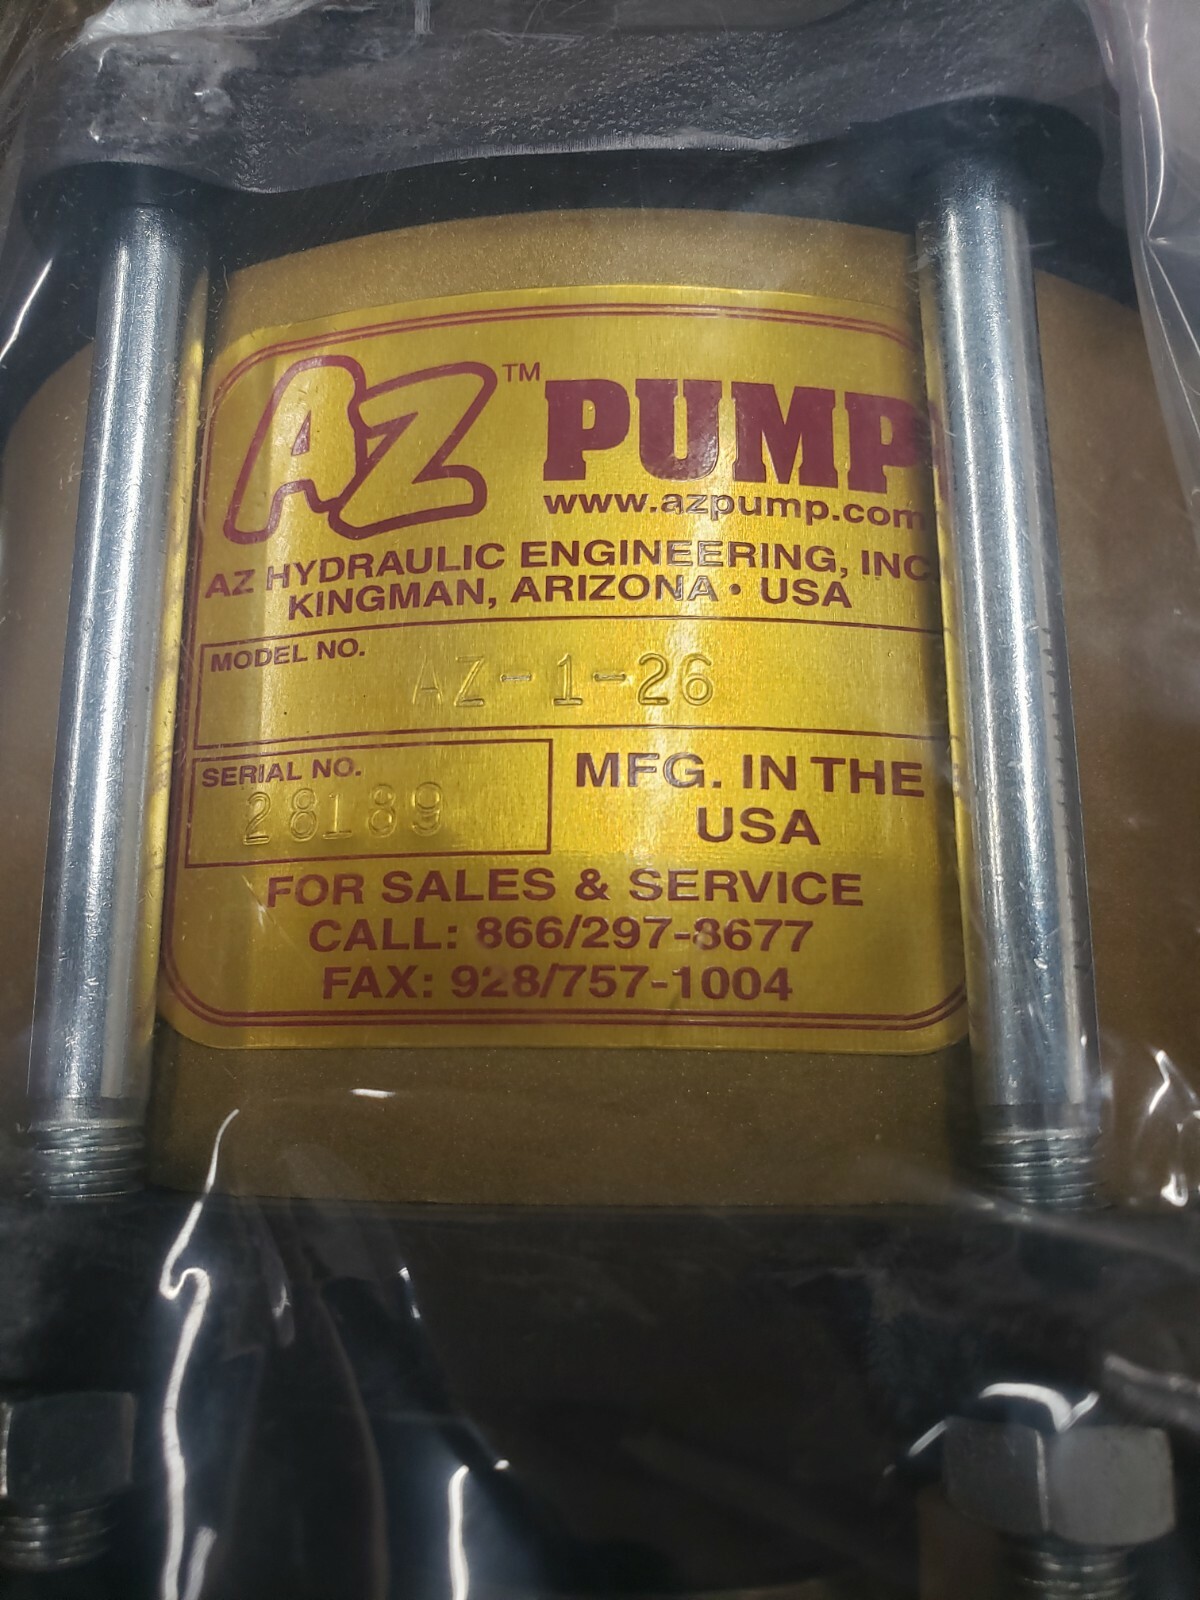 AZ™ PUMP
www.azpump.com
AZ HYDRAULIC ENGINEERING, INC.
KINGMAN, ARIZONA • USA
MODEL NO. AZ-1-26
SERIAL NO. 28189
MFG. IN THE
USA
FOR SALES & SERVICE
CALL: 866/297-8677
FAX: 928/757-1004